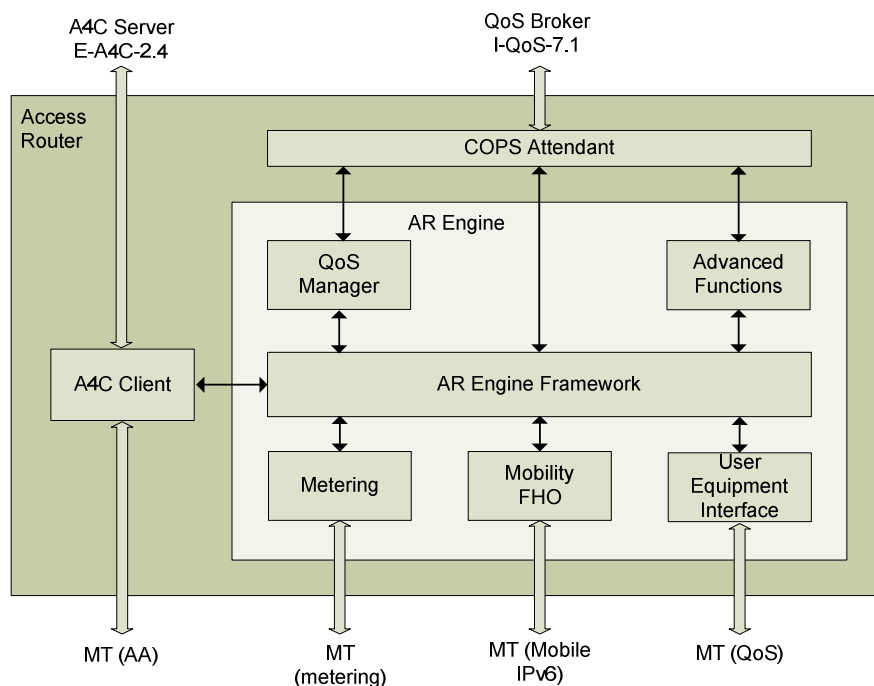 A4C Server
E-A4C-2.4
QoS Broker
I-QoS-7.1
Access
Router
COPS Attendant
AR Engine
QoS
Manager
Advanced
Functions
A4C Client
AR Engine Framework
Metering
Mobility
FHO
User
Equipment
Interface
MT (AA)
MT
(metering)
MT (Mobile
IPv6)
MT (QoS)